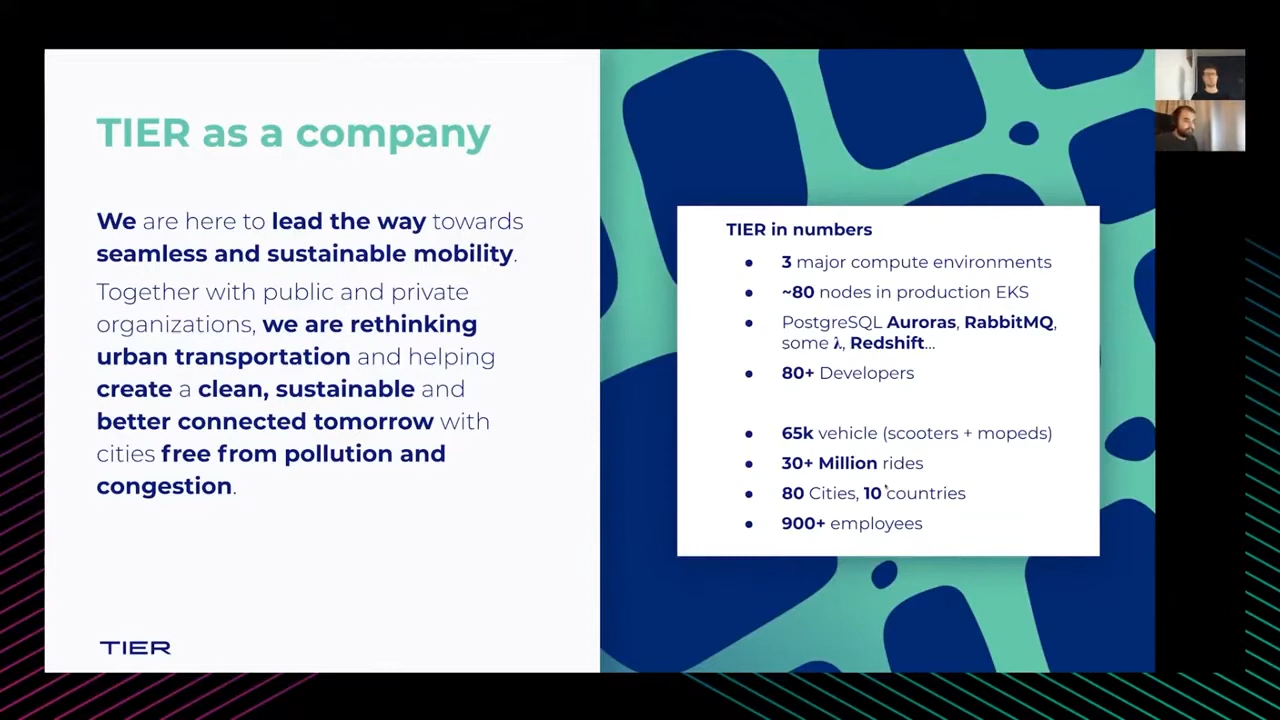 TIER as a company
We are here to lead the way towards
seamless and sustainable mobility.
Together with public and private
organizations, we are rethinking
urban transportation and helping
create a clean, sustainable and
better connected tomorrow with
cities free from pollution and
congestion.
TIER
TIER in numbers
● 3 major compute environments
● ~80 nodes in production EKS
● PostgreSQL Auroras, RabbitMQ,
some λ, Redshift...
● 80+ Developers
● 65k vehicle (scooters + mopeds)
● 30+ Million rides
● 80 Cities, 10 countries
● 900+ employees